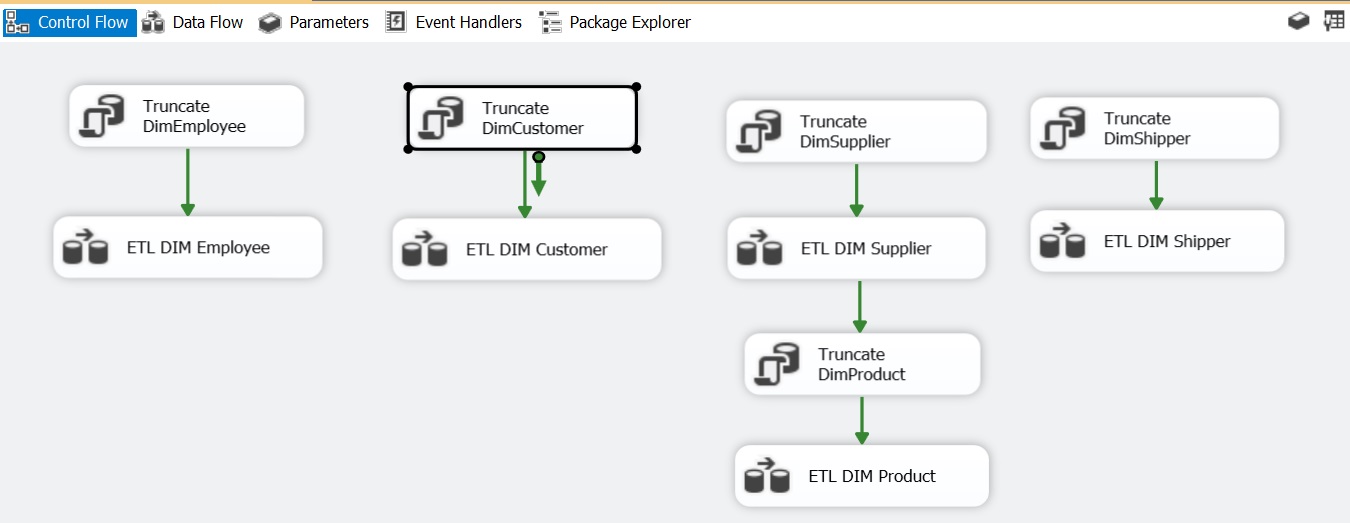 Control Flow
Data Flow
Parameters
Event Handlers
Package Explorer
Truncate
DimEmployee
Truncate
DimCustomer
Truncate
DimSupplier
Truncate
DimShipper
ETL DIM Employee
ETL DIM Customer
ETL DIM Supplier
ETL DIM Shipper
Truncate
DimProduct
ETL DIM Product